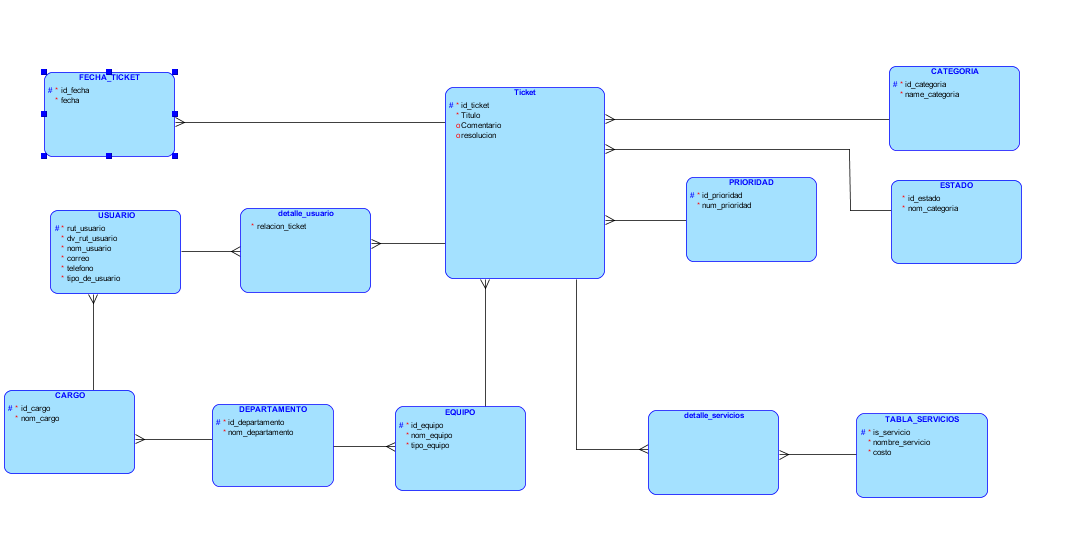 FECHA_TICKET
# * id_fecha
* fecha
Ticket
# * id_ticket
* Titulo
o Comentario
o resolucion
CATEGORIA
# * id_categoria
* name_categoria
PRIORIDAD
# * id_prioridad
* num_prioridad
ESTADO
* id_estado
* nom_categoria
USUARIO
# * rut_usuario
* dv_rut_usuario
* nom_usuario
* correo
* telefono
* tipo_de_usuario
detalle_usuario
* relacion_ticket
CARGO
# * id_cargo
* nom_cargo
DEPARTAMENTO
# * id_departamento
* nom_departamento
EQUIPO
# * id_equipo
* nom_equipo
* tipo_equipo
detalle_servicios
TABLA_SERVICIOS
# * is_servicio
* nombre_servicio
* costo